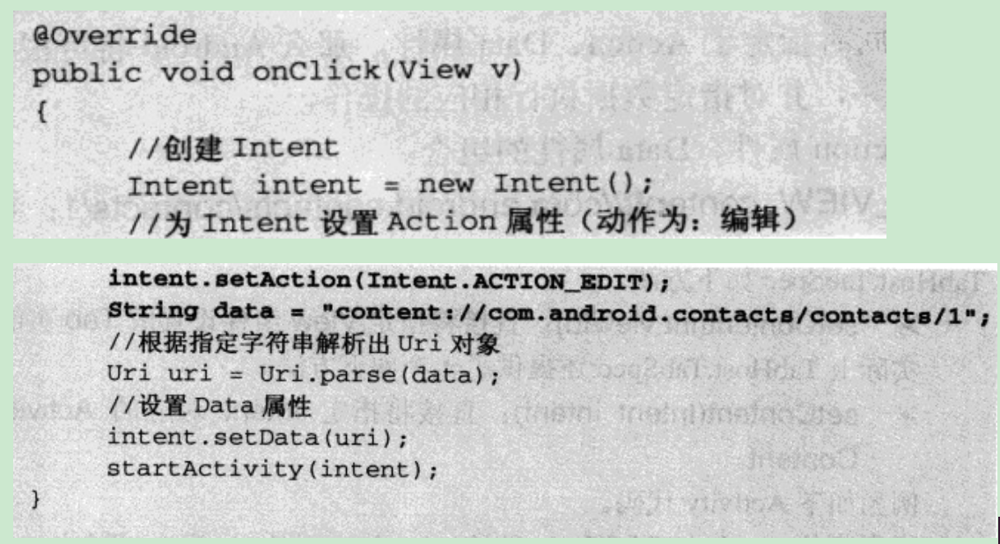 @Override
public void onClick(View v)
{
//创建 Intent
Intent intent = new Intent();
//为 Intent 设置 Action 属性（动作为：编辑）
intent.setAction(Intent.ACTION_EDIT);
String data = "content://com.android.contacts/contacts/1";
//根据指定字符串解析出 Uri 对象
Uri uri = Uri.parse(data);
//设置 Data 属性
intent.setData(uri);
startActivity(intent);
}